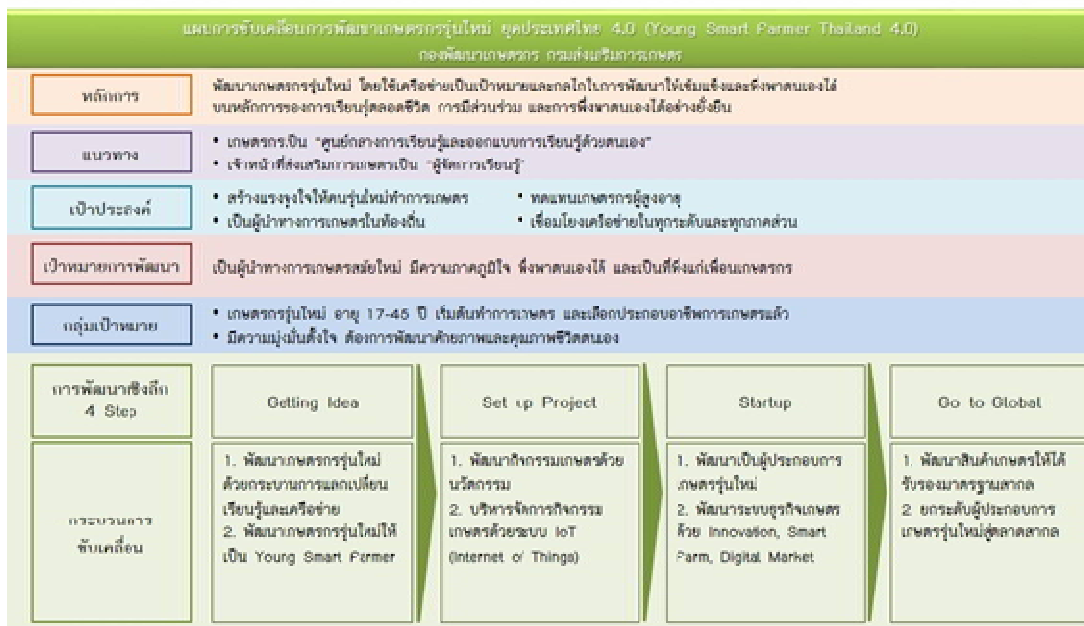 แผนการขับเคลื่อนการพัฒนาเกษตรกรรุ่นใหม่ ยุคประเทศไทย 4.0 (Young Smart Farmer Thailand 4.0)
กองพัฒนาเกษตรกร กรมส่งเสริมการเกษตร
หลักการ
พัฒนาเกษตรกรรุ่นใหม่ โดยใช้เครือข่ายเป็นเป้าหมายและกลไกในการพัฒนาให้เข้มแข็งและพึ่งพาตนเองได้
บนหลักการของการเรียนรู้ตลอดชีวิต การมีส่วนร่วม และการพึ่งพาตนเองได้อย่างยั่งยืน
แนวทาง
• เกษตรกรเป็น "ศูนย์กลางการเรียนรู้และออกแบบการเรียนรู้ด้วยตนเอง"
• เจ้าหน้าที่ส่งเสริมการเกษตรเป็น "ผู้จัดการเรียนรู้"
เป้าประสงค์
• สร้างแรงจูงใจให้คนรุ่นใหม่ทำการเกษตร
• เป็นผู้นำทางการเกษตรในท้องถิ่น
• ทดแทนเกษตรกรผู้สูงอายุ
• เชื่อมโยงเครือข่ายในทุกระดับและทุกภาคส่วน
เป้าหมายการพัฒนา
เป็นผู้นำทางการเกษตรสมัยใหม่ มีความภาคภูมิใจ พึ่งพาตนเองได้ และเป็นที่พึ่งแก่เพื่อนเกษตรกร
กลุ่มเป้าหมาย
• เกษตรกรรุ่นใหม่ อายุ 17-45 ปี เริ่มต้นทำการเกษตร และเลือกประกอบอาชีพการเกษตรแล้ว
• มีความมุ่งมั่นตั้งใจ ต้องการพัฒนาศักยภาพและคุณภาพชีวิตตนเอง
การพัฒนาเชิงลึก
4 Step
Getting Idea
Set up Project
Startup
Go to Global
กระบวนการ
ขับเคลื่อน
1. พัฒนาเกษตรกรรุ่นใหม่
ด้วยกระบวนการแลกเปลี่ยน
เรียนรู้และเครือข่าย
2. พัฒนาเกษตรกรรุ่นใหม่ให้
เป็น Young Smart Farmer
1. พัฒนากิจกรรมเกษตรด้วย
นวัตกรรม
2. บริหารจัดการกิจกรรม
เกษตรด้วยระบบ IoT
(Internet of Things)
1. พัฒนาเป็นผู้ประกอบการ
เกษตรรุ่นใหม่
2. พัฒนาระบบธุรกิจเกษตร
ด้วย Innovation, Smart
Farm, Digital Market
1. พัฒนาสินค้าเกษตรให้ได้
รับรองมาตรฐานสากล
2 ยกระดับผู้ประกอบการ
เกษตรรุ่นใหม่สู่ตลาดสากล